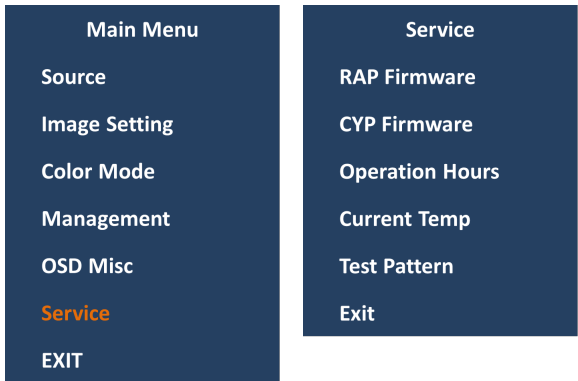 Main Menu
Source
Image Setting
Color Mode
Management
OSD Misc
Service
EXIT
Service
RAP Firmware
CYP Firmware
Operation Hours
Current Temp
Test Pattern
Exit